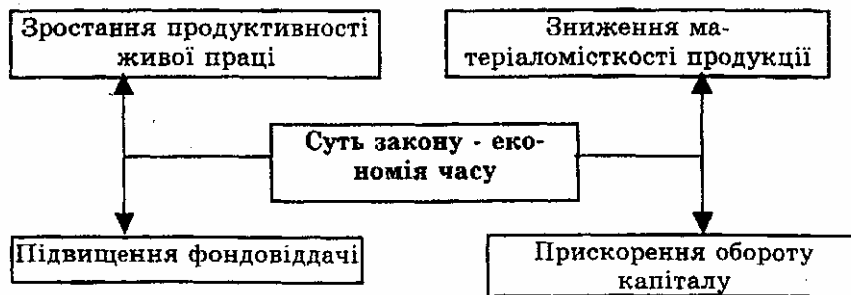 Зростання продуктивності
живої праці
Зниження ма-
теріаломісткості продукції
Суть закону - еко-
номія часу
Підвищення фондовіддачі
Прискорення обороту
капіталу